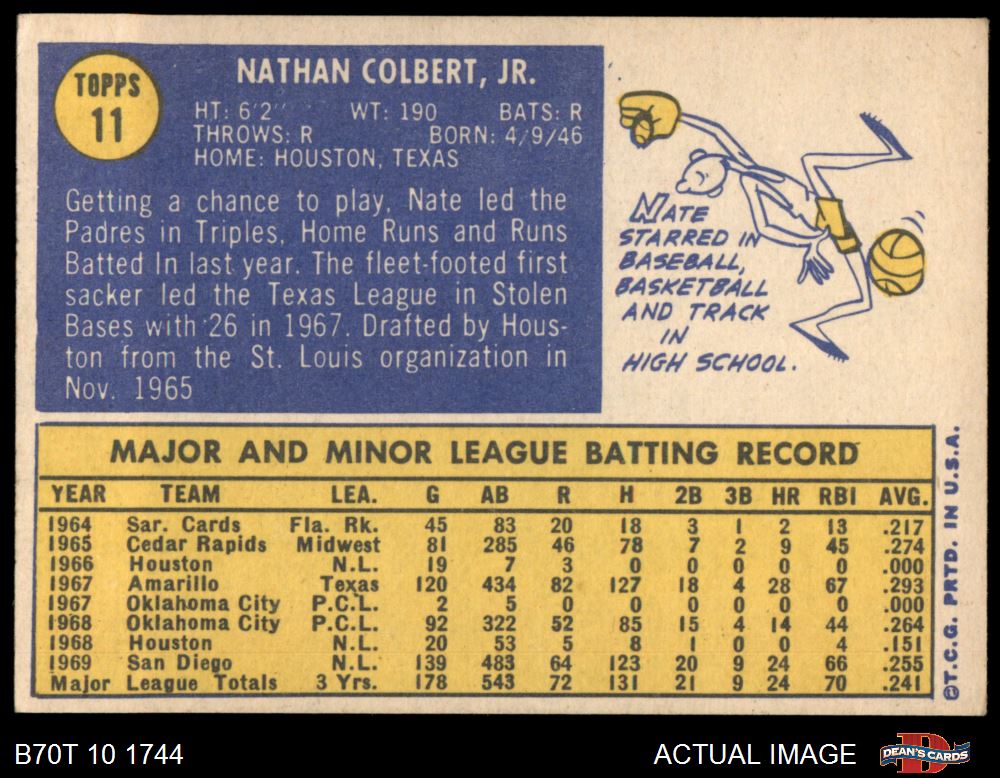 TOPPS
11
NATHAN COLBERT, JR.
HT: 6'2" WT: 190 BATS: R
THROWS: R BORN: 4/9/46
HOME: HOUSTON, TEXAS
Getting a chance to play, Nate led the
Padres in Triples, Home Runs and Runs
Batted In last year. The fleet-footed first
sacker led the Texas League in Stolen
Bases with 26 in 1967. Drafted by Hous-
ton from the St. Louis organization in
Nov. 1965
NATE
STARRED IN
BASEBALL,
BASKETBALL
AND TRACK
IN
HIGH SCHOOL.
MAJOR AND MINOR LEAGUE BATTING RECORD
YEAR TEAM LEA. G AB R H 2B 3B HR RBI AVG.
1964 Sar. Cards Fla. Rk. 45 83 20 18 3 1 2 13 .217
1965 Cedar Rapids Midwest 81 285 46 78 7 2 9 45 .274
1966 Houston N.L. 19 7 3 0 0 0 0 0 .000
1967 Amarillo Texas 120 434 82 127 18 4 28 67 .293
1967 Oklahoma City P.C.L. 2 5 0 0 0 0 0 0 .000
1968 Oklahoma City P.C.L. 92 322 52 85 15 4 14 44 .264
1968 Houston N.L. 20 53 5 8 1 0 0 4 .151
1969 San Diego N.L. 139 483 64 123 20 9 24 66 .255
Major League Totals 3 Yrs. 178 543 72 131 21 9 24 70 .241
©T.C.G. PRTD. IN U.S.A.
B70T 10 1744
ACTUAL IMAGE
DEAN'S CARDS